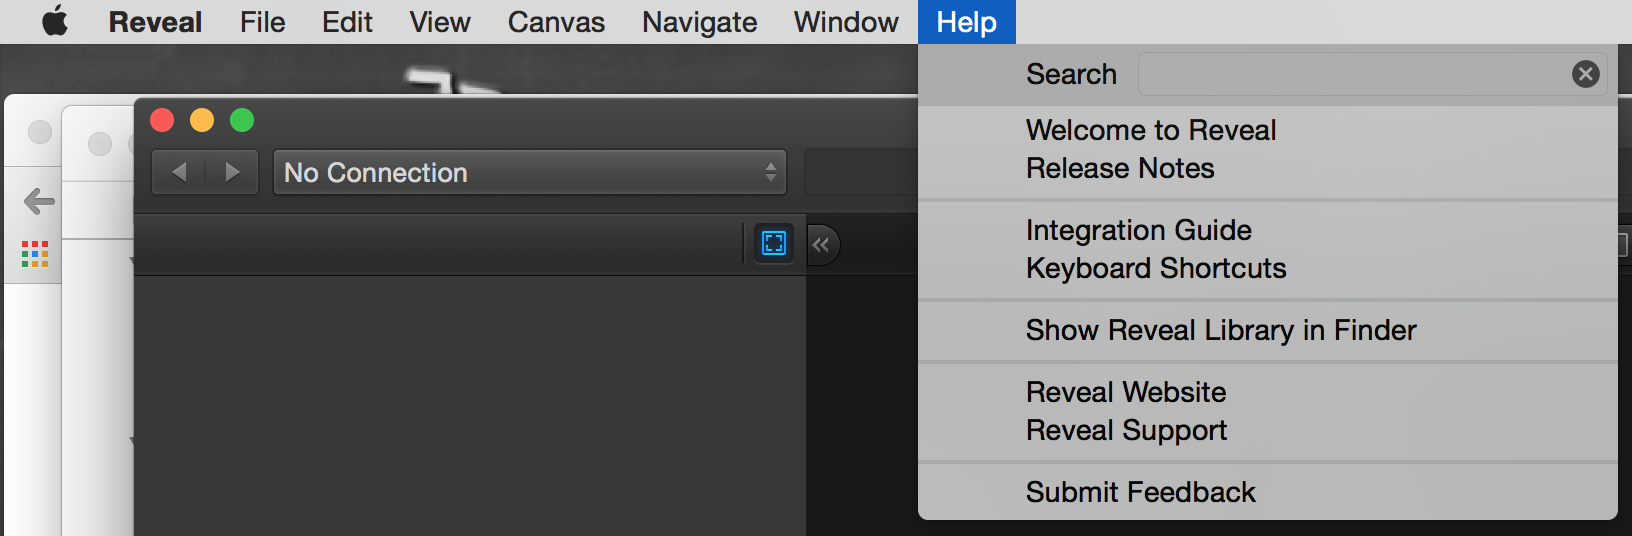 Reveal File Edit View Canvas Navigate Window Help
Search
Welcome to Reveal
Release Notes
No Connection
Integration Guide
Keyboard Shortcuts
Show Reveal Library in Finder
Reveal Website
Reveal Support
Submit Feedback